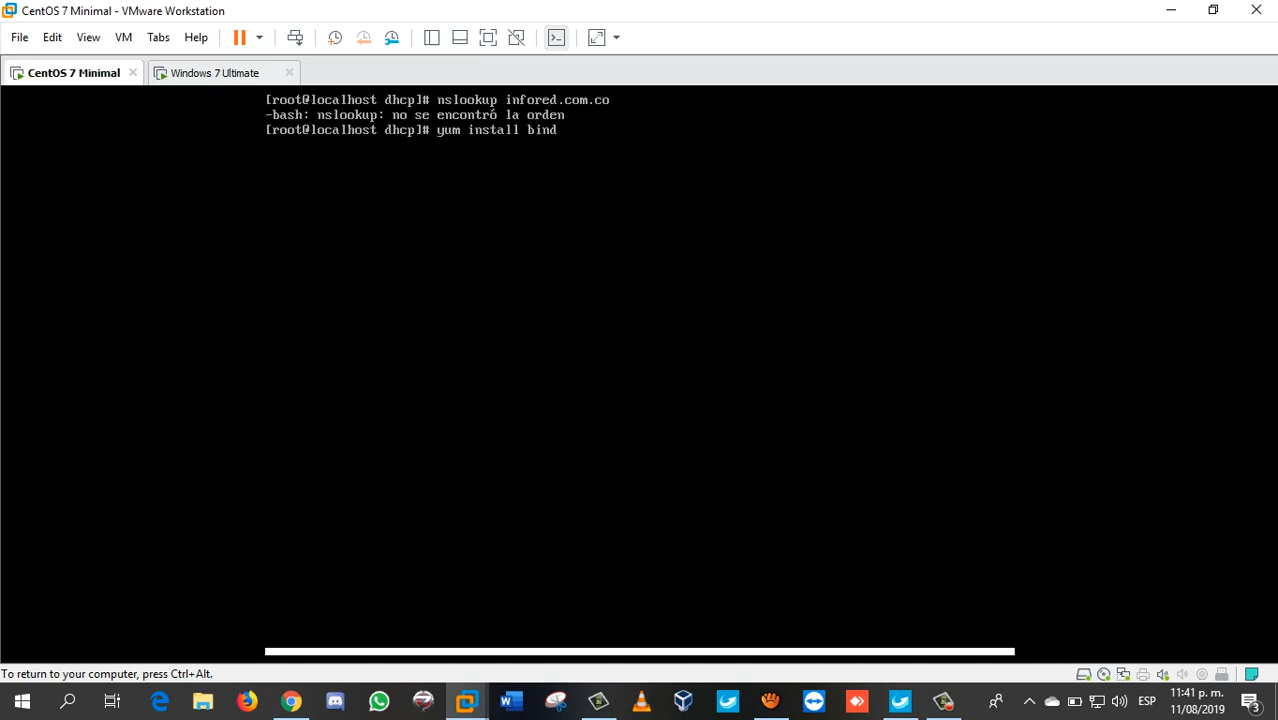 CentOS 7 Minimal - VMware Workstation
File Edit View VM Tabs Help
CentOS 7 Minimal Windows 7 Ultimate
[root@localhost dhcp]# nslookup infored.com.co
-bash: nslookup: no se encontró la orden
[root@localhost dhcp]# yum install bind
To return to your computer, press Ctrl+Alt.
ESP
11:41 p. m.
11/08/2019
3